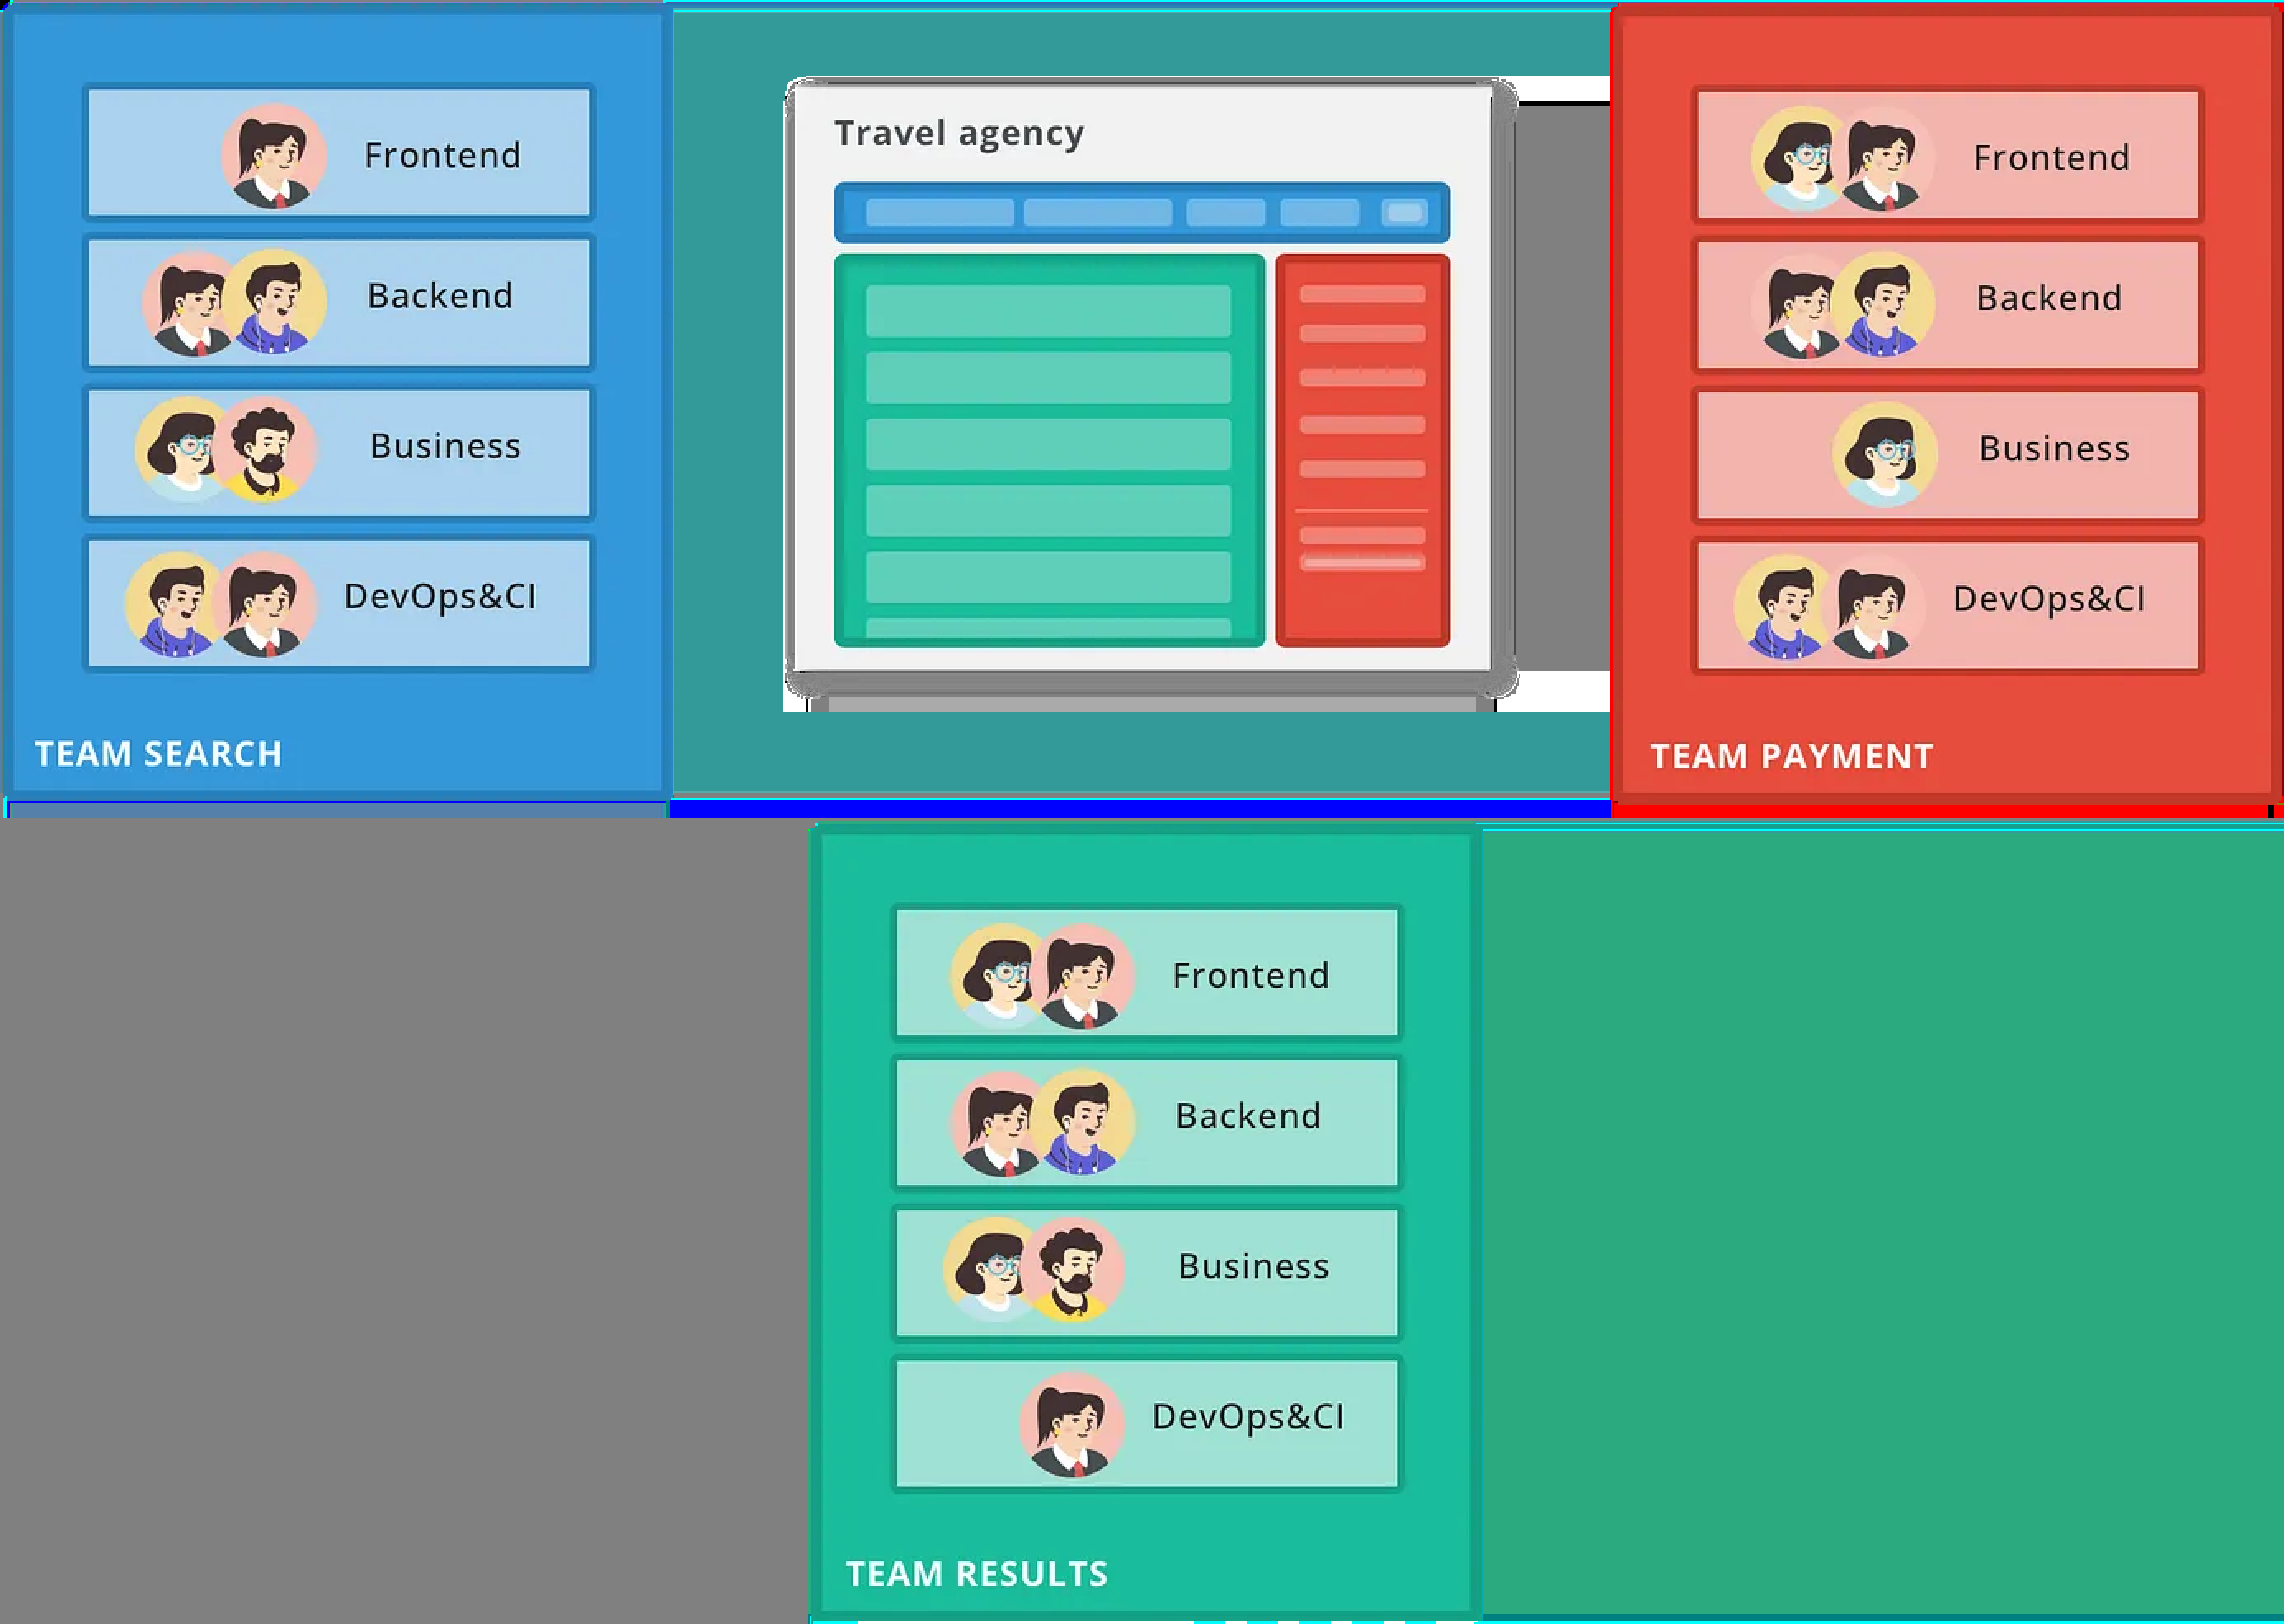 Frontend
Backend
Business
DevOps&CI
TEAM SEARCH
Travel agency
Frontend
Backend
Business
DevOps&CI
TEAM PAYMENT
Frontend
Backend
Business
DevOps&CI
TEAM RESULTS